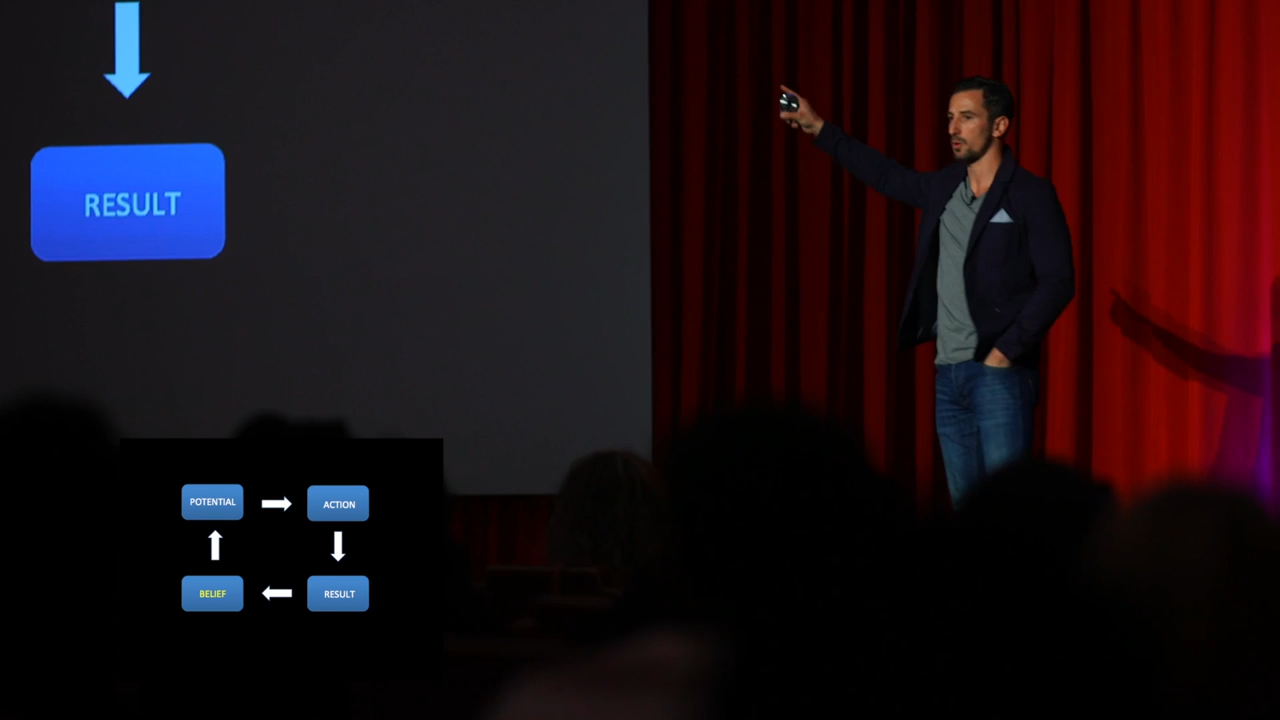 RESULT
POTENTIAL
ACTION
BELIEF
RESULT